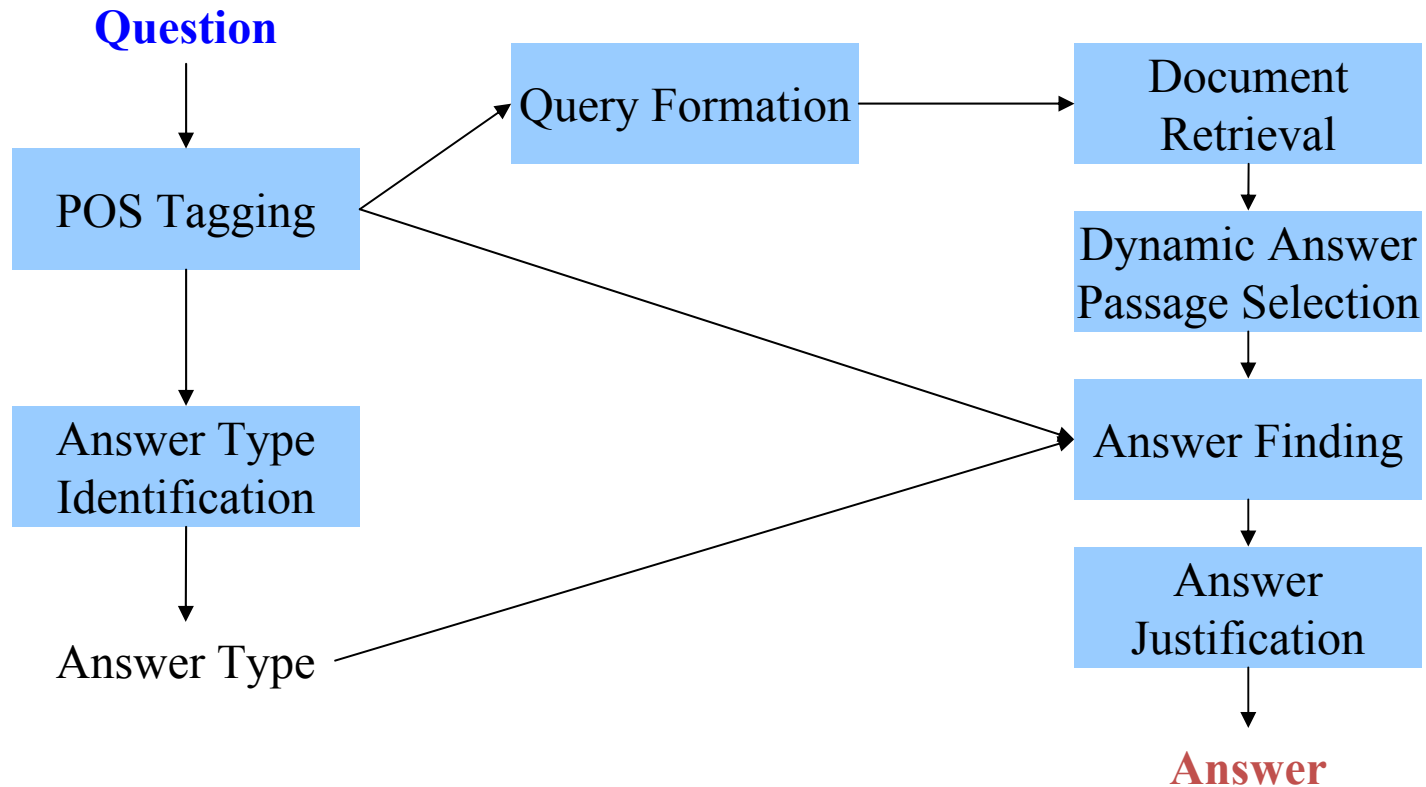 Question
POS Tagging
Answer Type
Identification
Answer Type
Query Formation
Document
Retrieval
Dynamic Answer
Passage Selection
Answer Finding
Answer
Justification
Answer